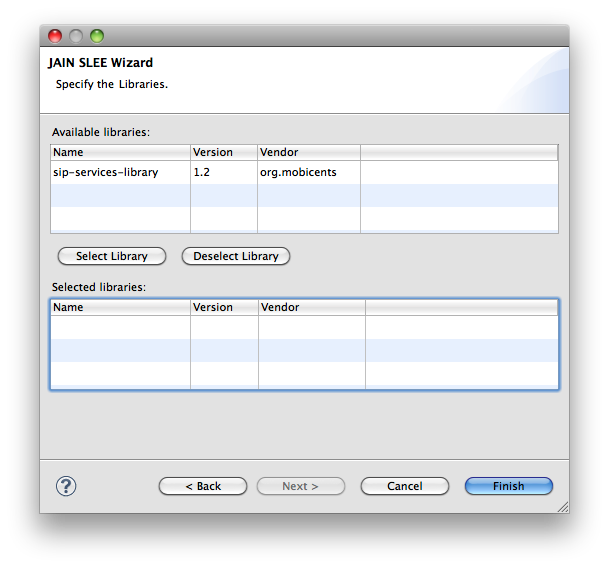 JAIN SLEE Wizard
Specify the Libraries.
Available libraries:
Name Version Vendor
sip-services-library 1.2 org.mobicents
Select Library Deselect Library
Selected libraries:
Name Version Vendor
? < Back Next > Cancel Finish